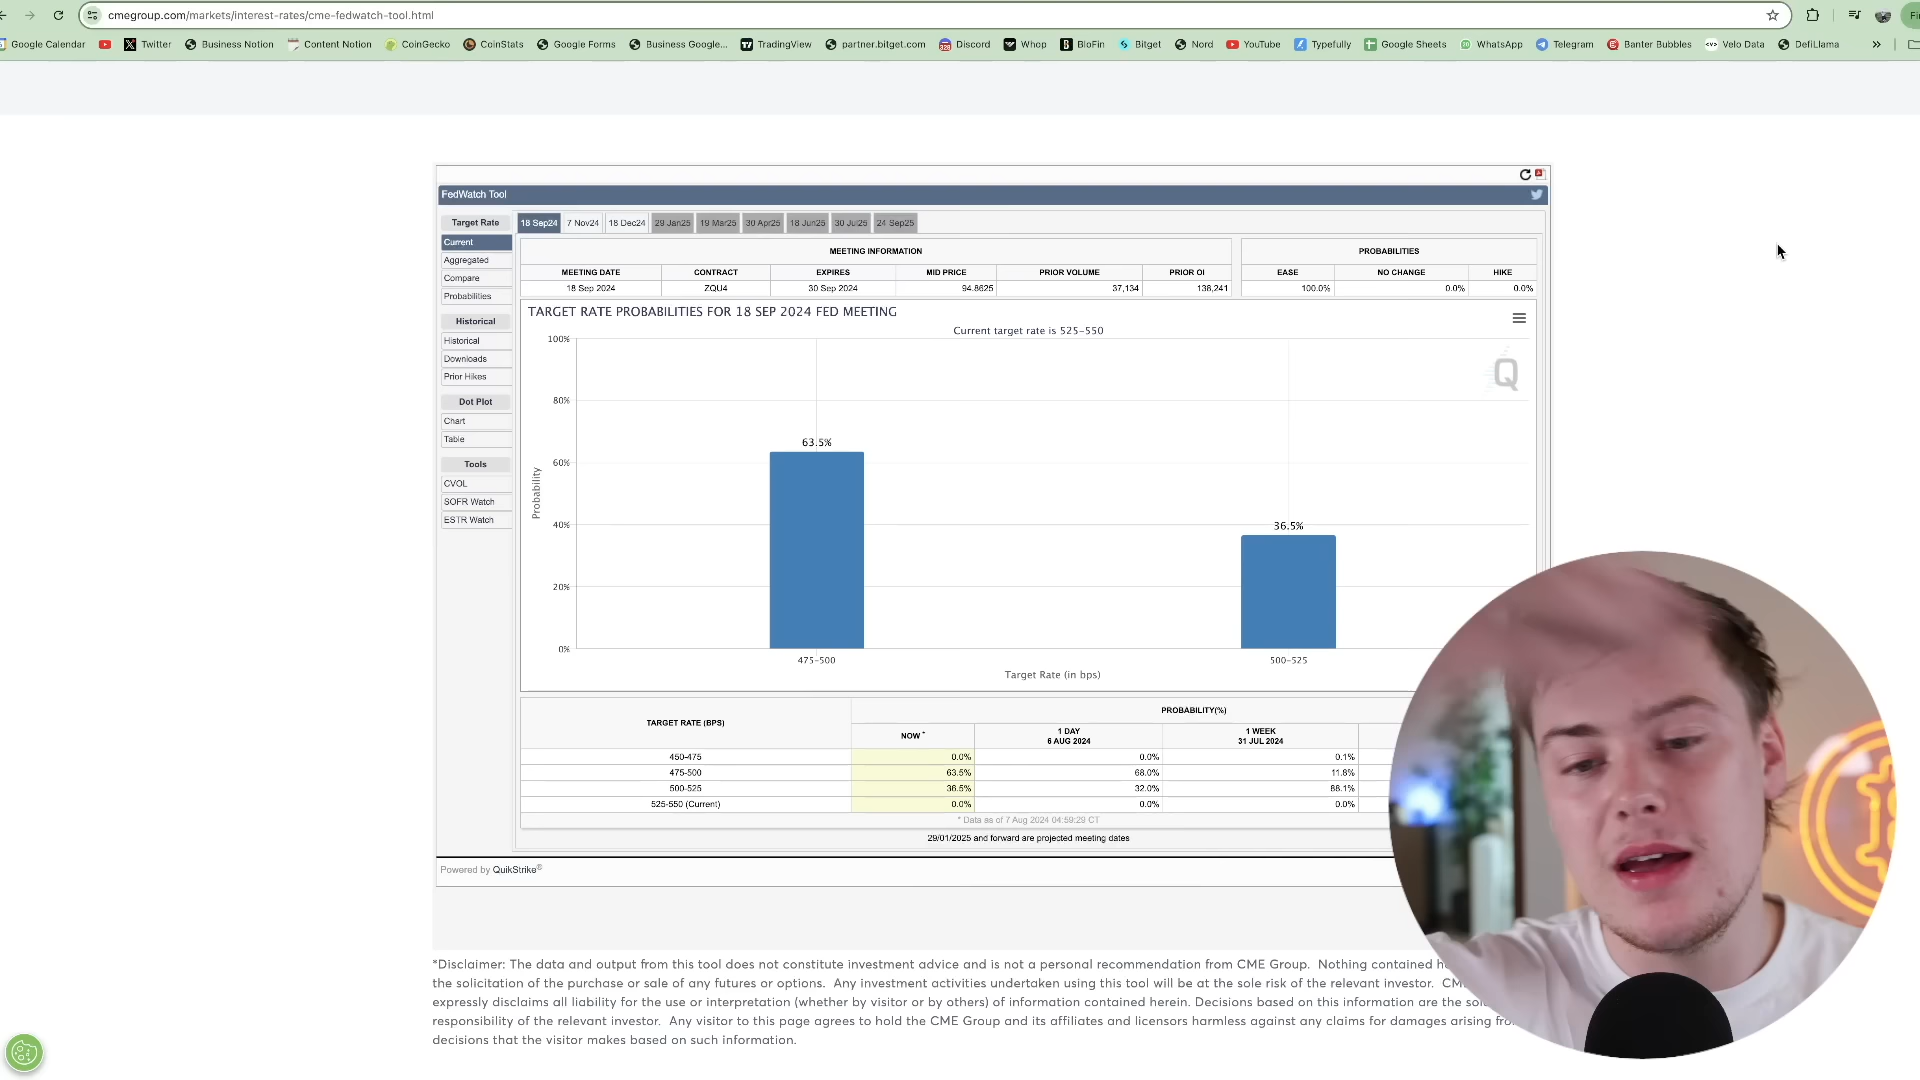 cmegroup.com/markets/interest-rates/cme-fedwatch-tool.html
Google Calendar Twitter Business Notion Content Notion CoinGecko CoinStats Google Forms Business Google... TradingView partner.bitget.com Discord Whop BloFin Bitget Nord YouTube Typefully Google Sheets WhatsApp Telegram Banter Bubbles Velo Data DefiLlama »
FedWatch Tool
Target Rate
Current
Aggregated
Compare
Probabilities
Historical
Historical
Downloads
Prior Hikes
Dot Plot
Chart
Table
Tools
CVOL
SOFR Watch
ESTR Watch
18 Sep24 7 Nov24 18 Dec24 29 Jan25 19 Mar25 30 Apr25 18 Jun25 30 Jul25 24 Sep25
MEETING INFORMATION
MEETING DATE CONTRACT EXPIRES MID PRICE PRIOR VOLUME PRIOR OI
18 Sep 2024 ZQU4 30 Sep 2024 94.8625 37,134 138,241
PROBABILITIES
EASE NO CHANGE HIKE
100.0% 0.0% 0.0%
TARGET RATE PROBABILITIES FOR 18 SEP 2024 FED MEETING
Current target rate is 525-550
Q
Probability
100%
80%
60%
40%
20%
0%
63.5%
36.5%
475-500 500-525
Target Rate (in bps)
TARGET RATE (BPS) PROBABILITY(%)
NOW * 1 DAY 1 WEEK
6 AUG 2024 31 JUL 2024
450-475 0.0% 0.0% 0.1%
475-500 63.5% 68.0% 11.8%
500-525 36.5% 32.0% 88.1%
525-550 (Current) 0.0% 0.0% 0.0%
* Data as of 7 Aug 2024 04:59:29 CT
29/01/2025 and forward are projected meeting dates
Powered by QuikStrike®
*Disclaimer: The data and output from this tool does not constitute investment advice and is not a personal recommendation from CME Group. Nothing contained
the solicitation of the purchase or sale of any futures or options. Any investment activities undertaken using this tool will be at the sole risk of the relevant investor.
expressly disclaims all liability for the use or interpretation (whether by visitor or by others) of information contained herein. Decisions based on this information are the
responsibility of the relevant investor. Any visitor to this page agrees to hold the CME Group and its affiliates and licensors harmless against any claims for damages arising
decisions that the visitor makes based on such information.